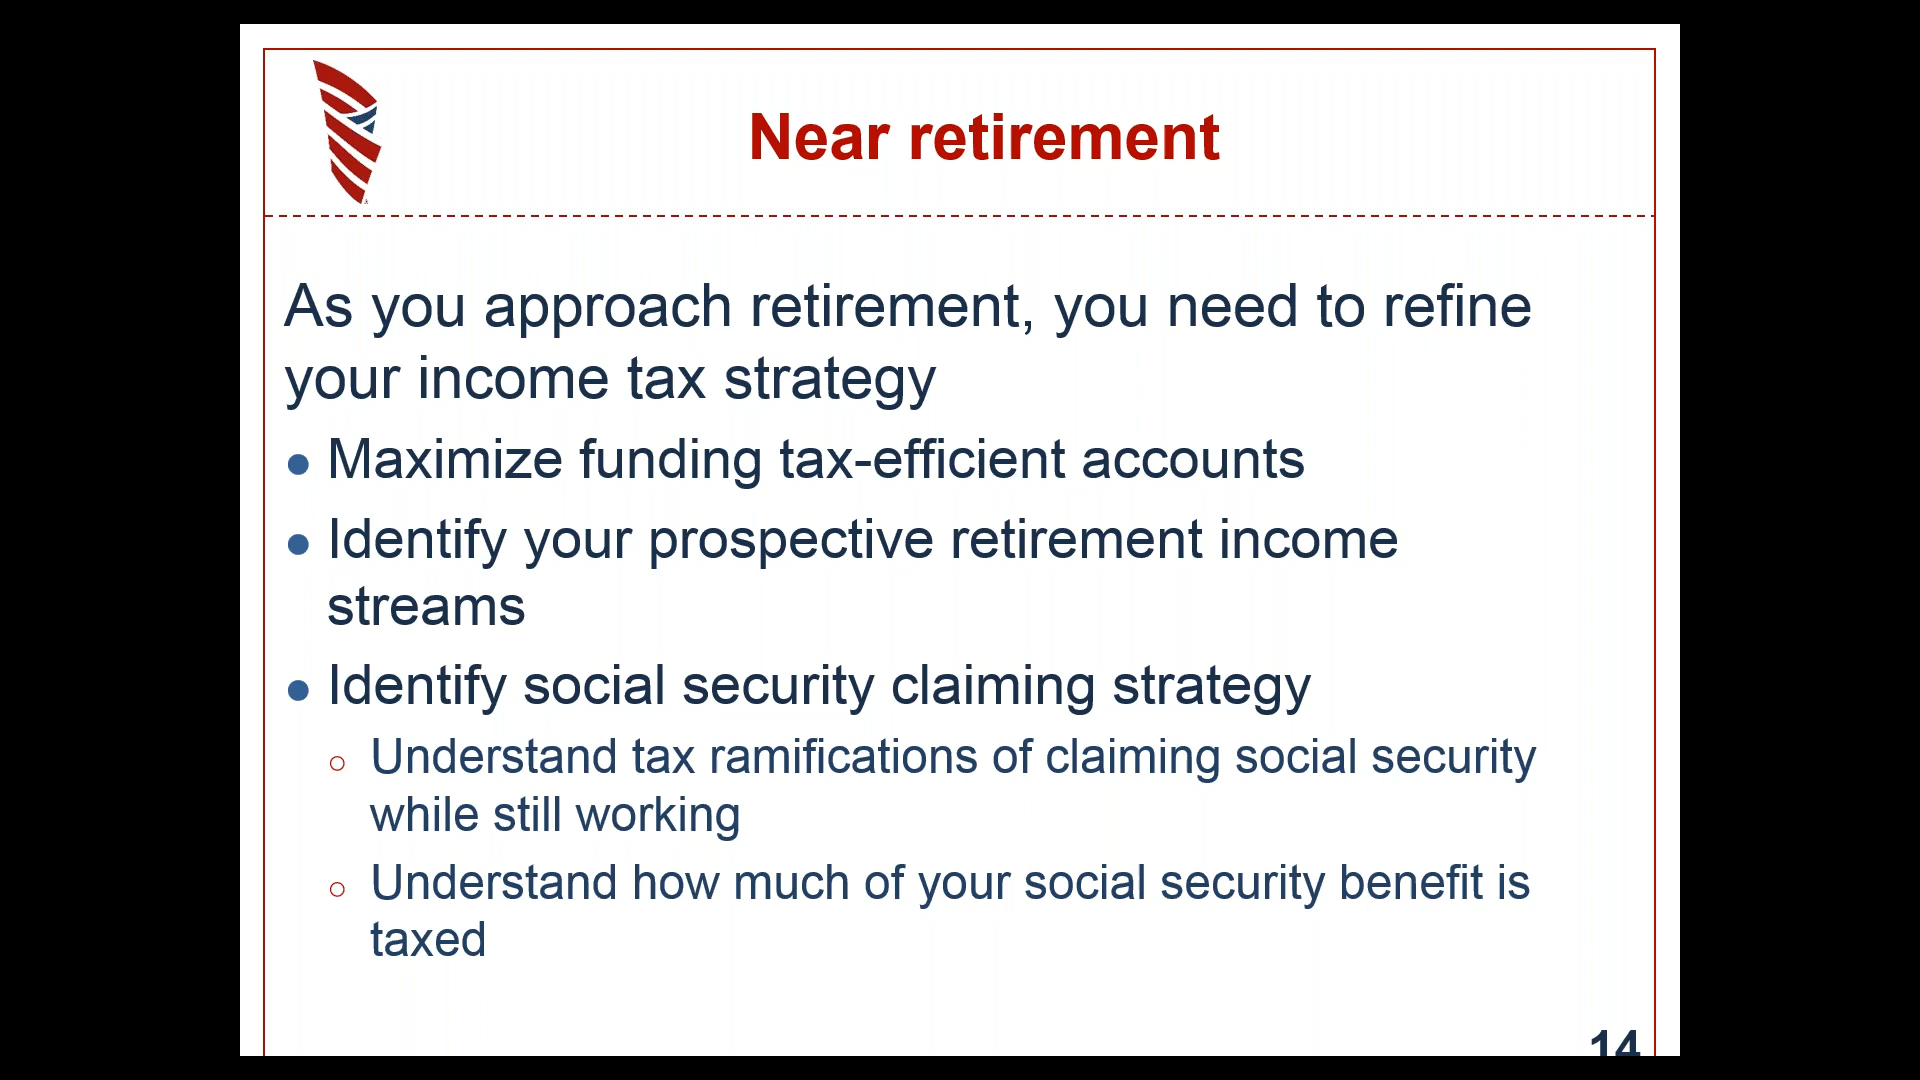 Near retirement
As you approach retirement, you need to refine
your income tax strategy
● Maximize funding tax-efficient accounts
● Identify your prospective retirement income
streams
● Identify social security claiming strategy
○ Understand tax ramifications of claiming social security
while still working
○ Understand how much of your social security benefit is
taxed
14